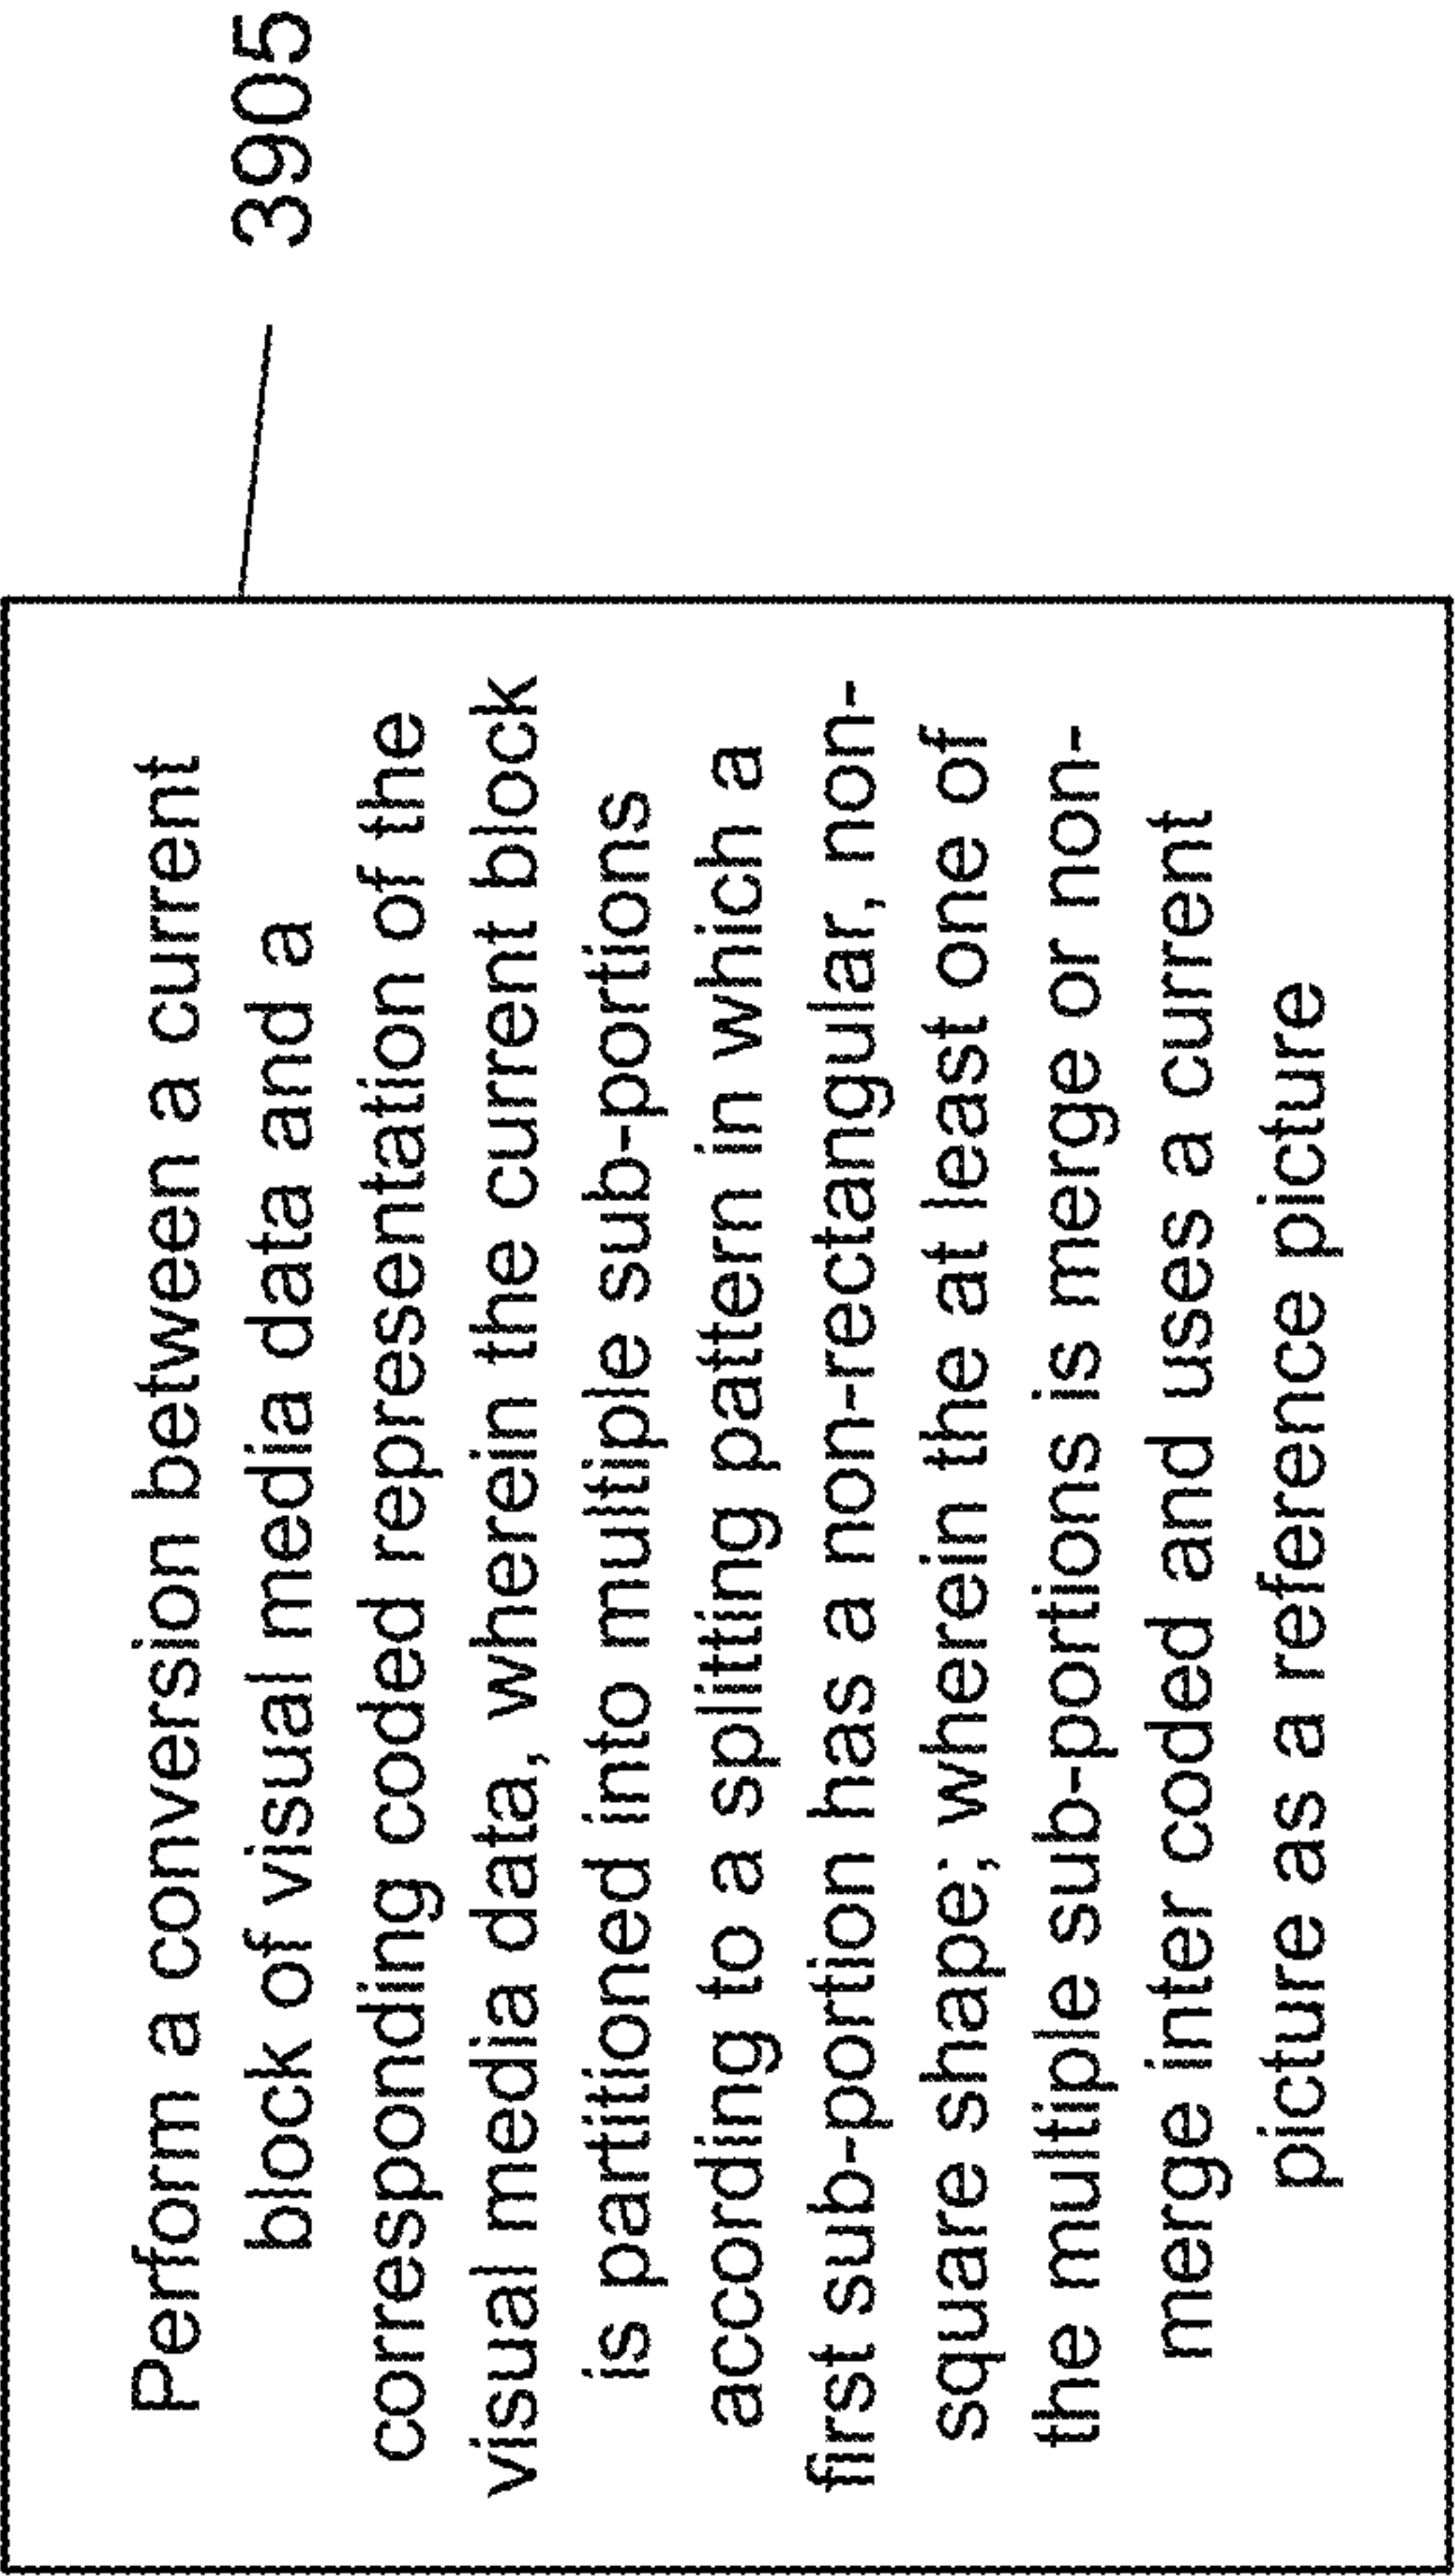 Perform a conversion between a current
block of visual media data and a
corresponding coded representation of the
visual media data, wherein the current block
is partitioned into multiple sub-portions
according to a splitting pattern in which a
first sub-portion has a non-rectangular, non-
square shape; wherein the at least one of
the multiple sub-portions is merge or non-
merge inter coded and uses a current
picture as a reference picture
3905